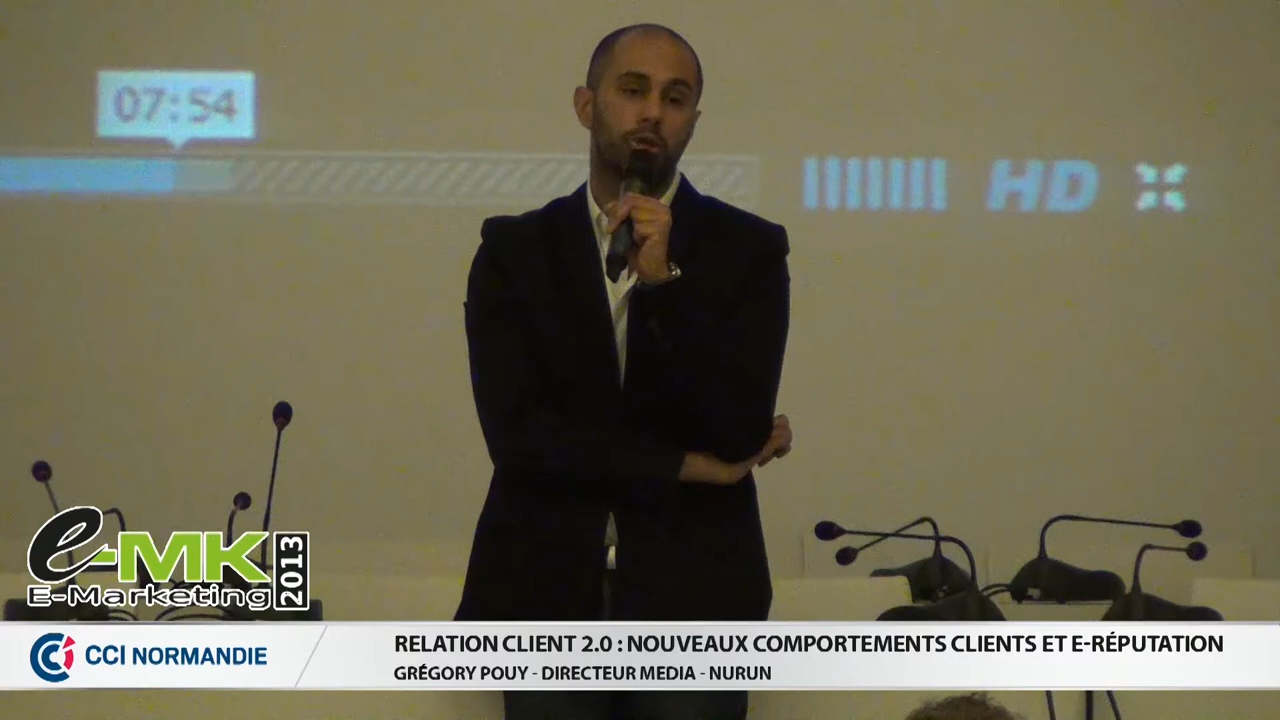 07:54
HD
e-MK
E-Marketing
2013
CCI NORMANDIE
RELATION CLIENT 2.0 : NOUVEAUX COMPORTEMENTS CLIENTS ET E-RÉPUTATION
GRÉGORY POUY - DIRECTEUR MEDIA - NURUN